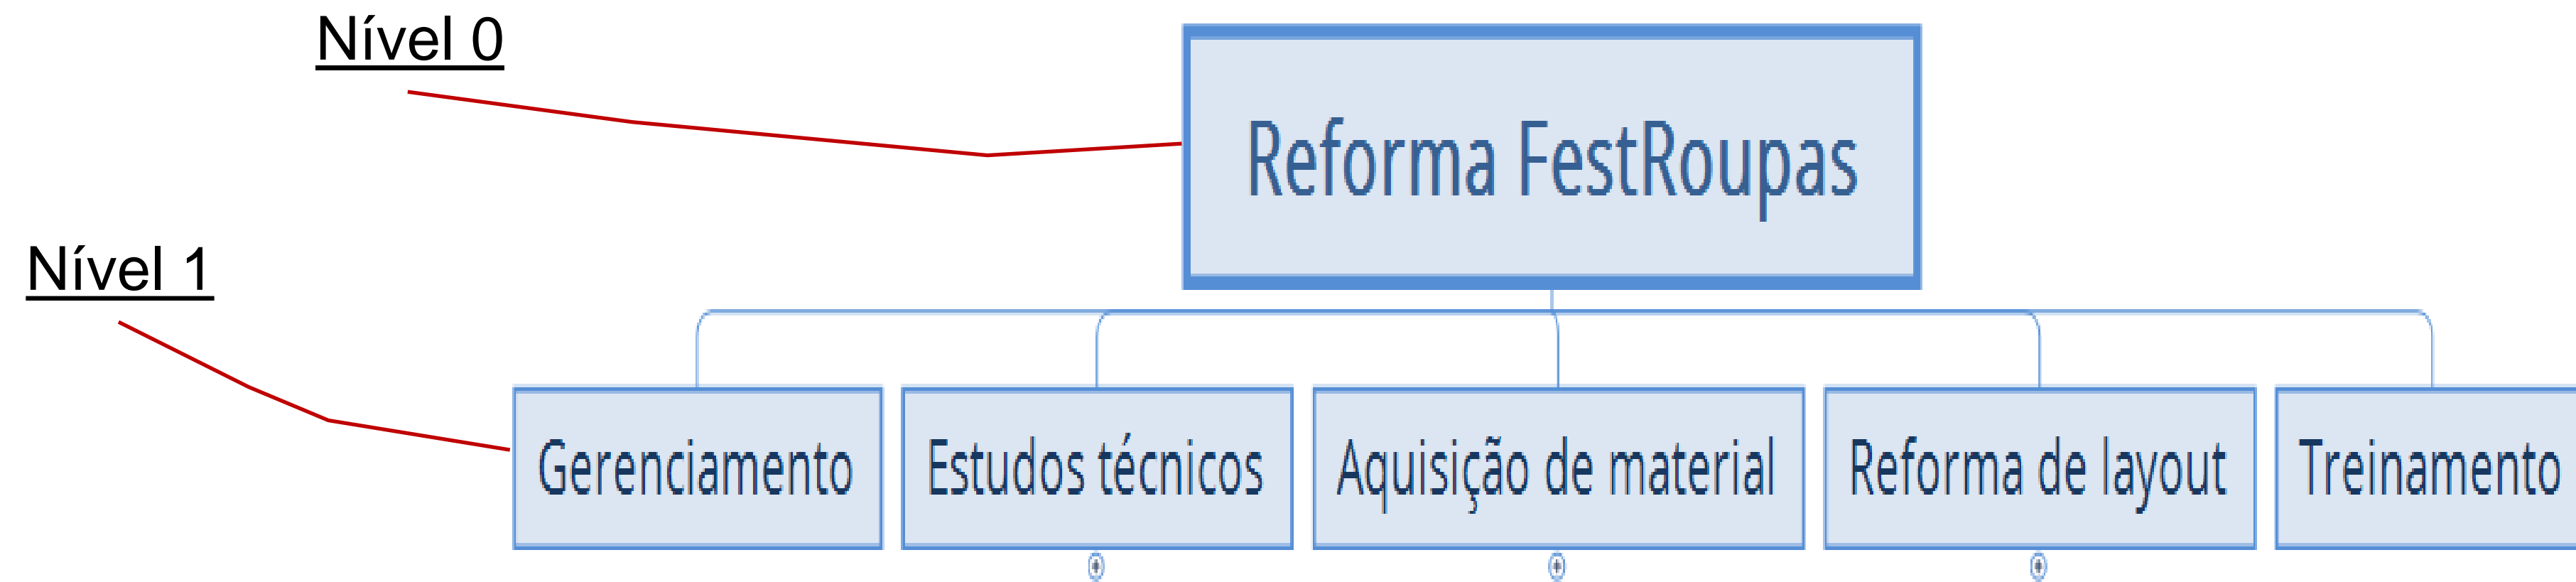 Nível 0
Reforma FestRoupas
Nível 1
Gerenciamento
Estudos técnicos
Aquisição de material
Reforma de layout
Treinamento